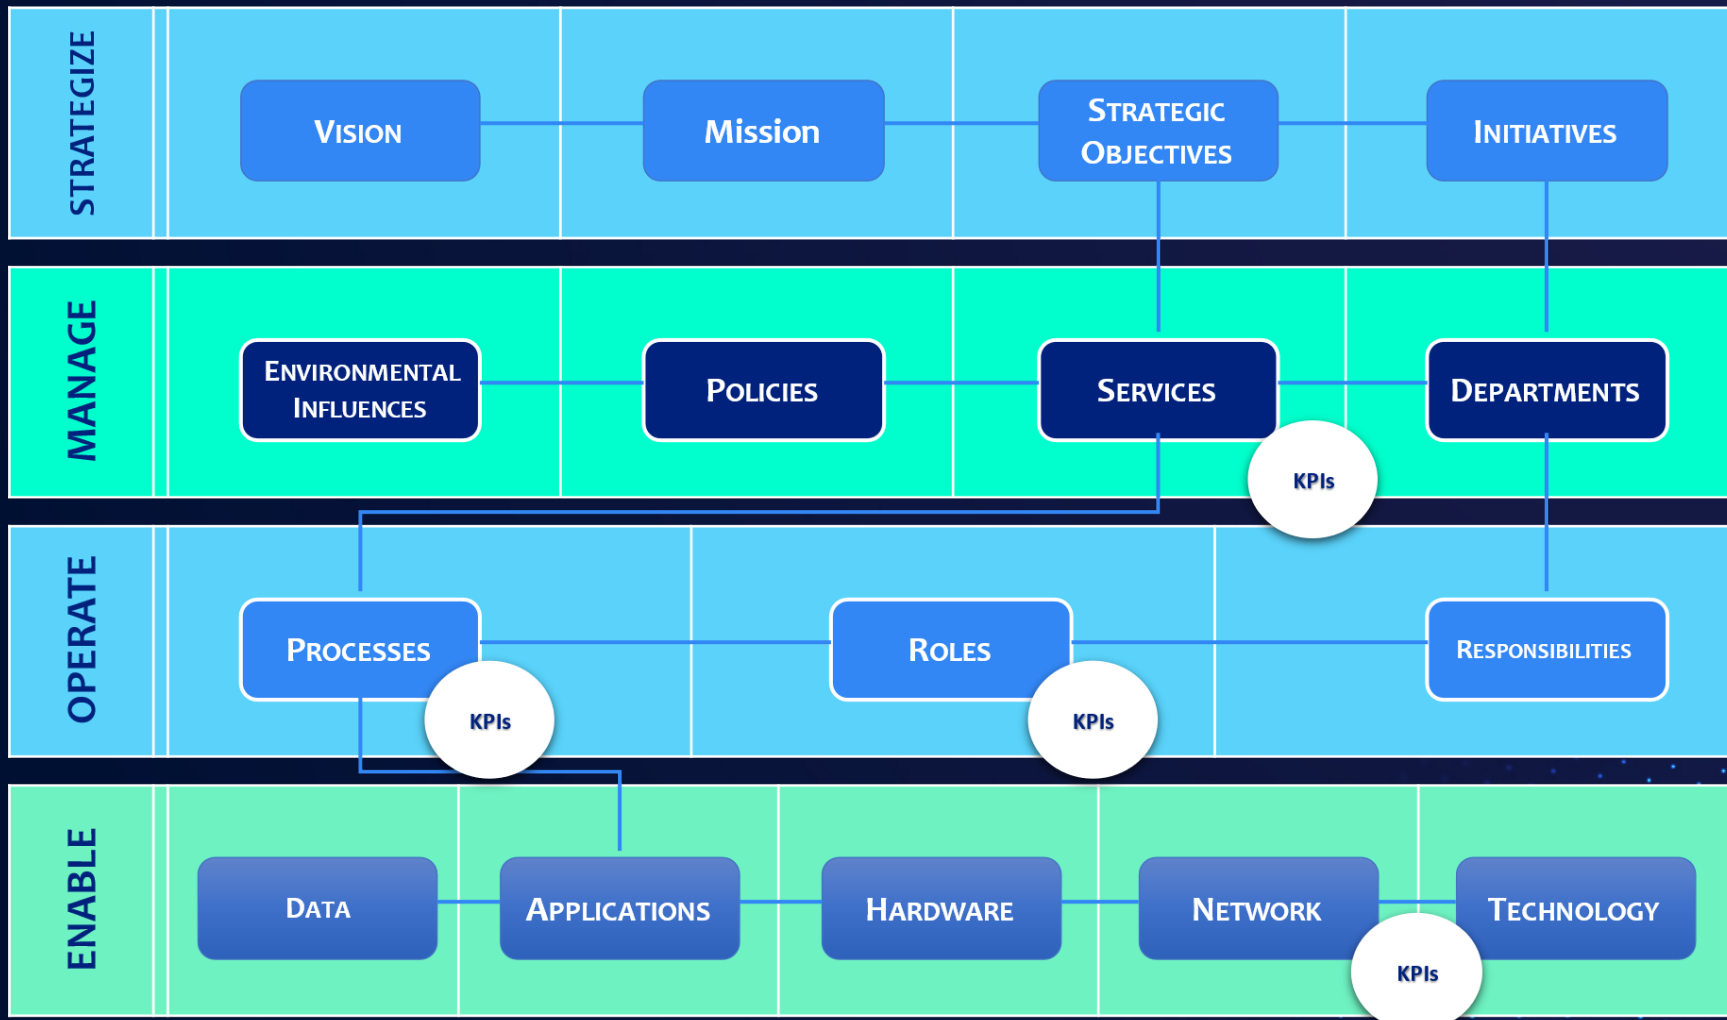 STRATEGIZE
VISION
Mission
STRATEGIC
OBJECTIVES
INITIATIVES
MANAGE
ENVIRONMENTAL
INFLUENCES
POLICIES
SERVICES
DEPARTMENTS
KPIs
OPERATE
PROCESSES
ROLES
RESPONSIBILITIES
KPIs
KPIs
ENABLE
DATA
APPLICATIONS
HARDWARE
NETWORK
TECHNOLOGY
KPIs